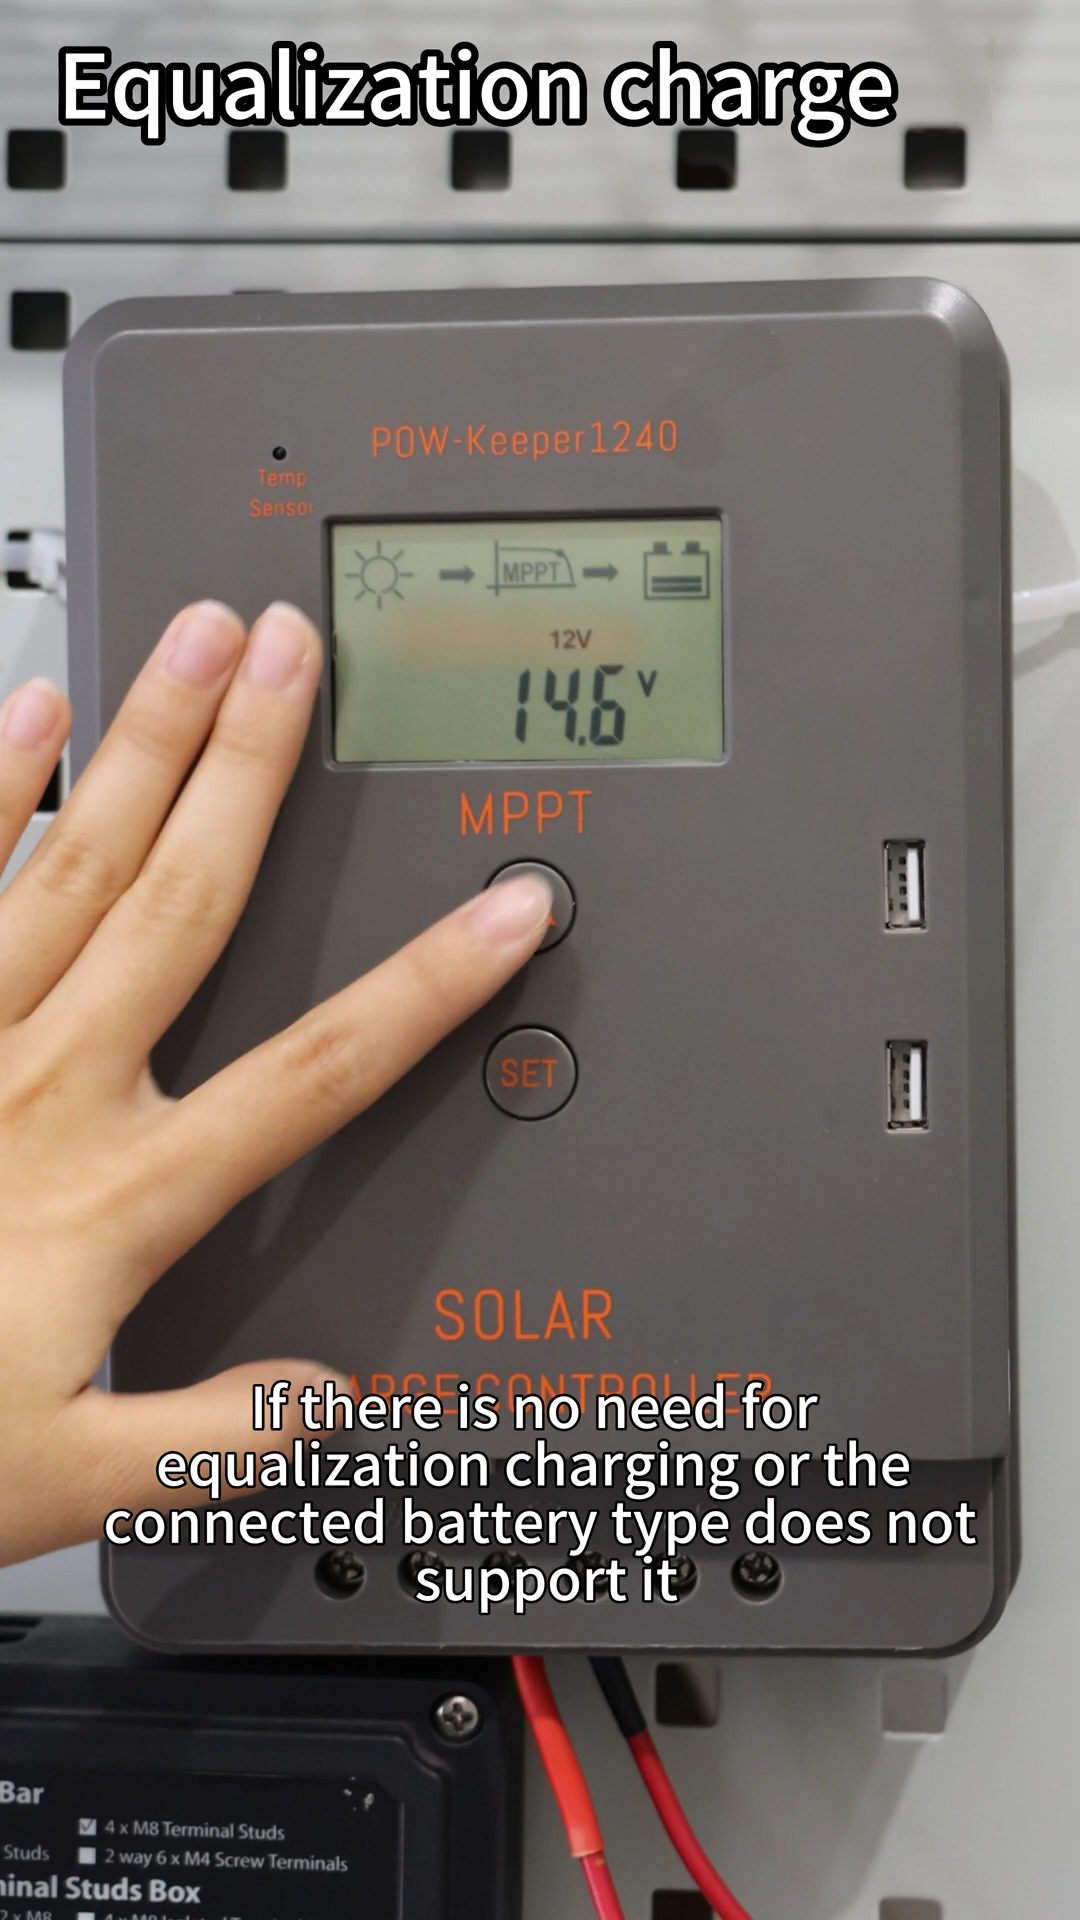 Equalization charge
POW-Keeper1240
Temp
Sensor
MPPT
12V
14.6 V
MPPT
SET
SOLAR
CONTROLLER
If there is no need for
equalization charging or the
connected battery type does not
support it
Bar
4 x M8 Terminal Studs
Studs
2 way 6 x M4 Screw Terminals
Studs Box